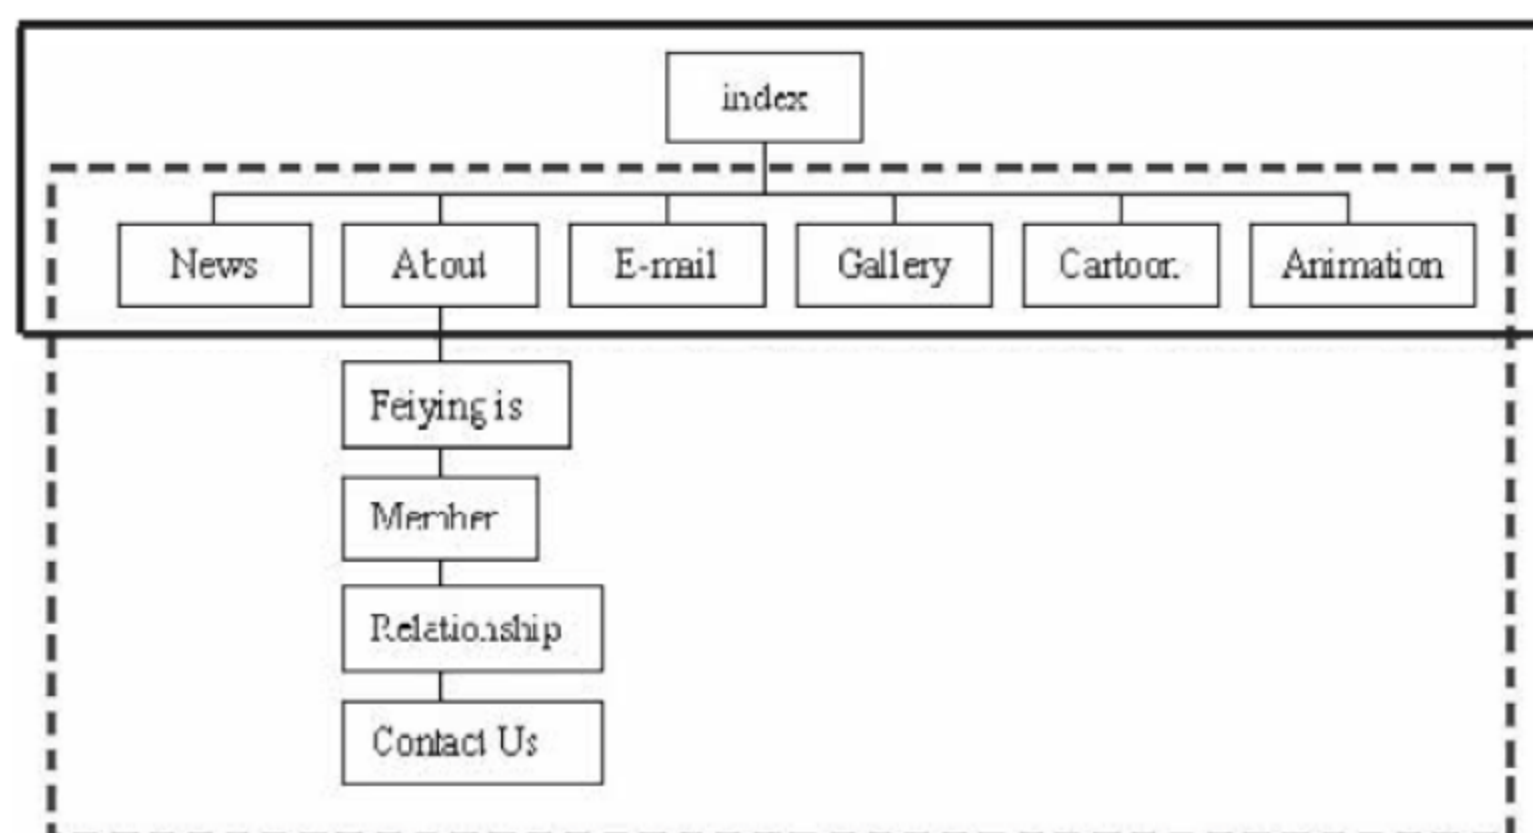 index
News About E-mail Gallery Cartoon Animation
Feiying is
Member
Relationship
Contact Us